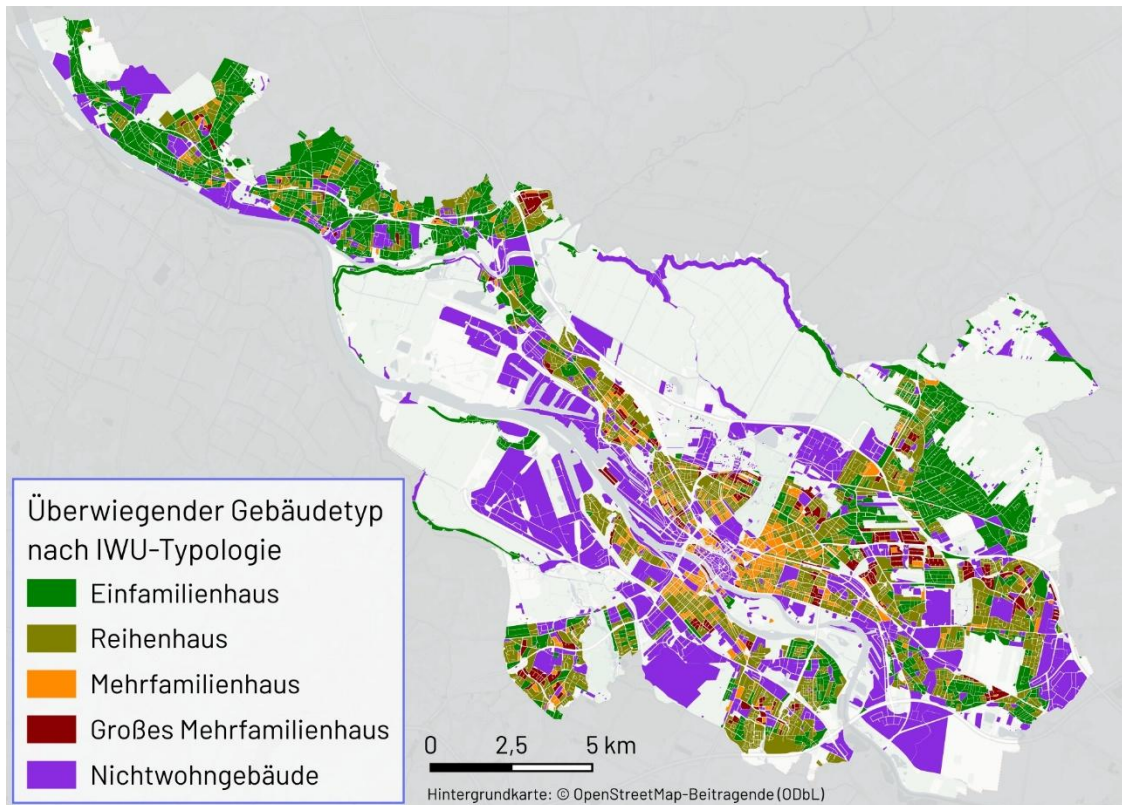 Überwiegender Gebäudetyp
nach IWU-Typologie
Einfamilienhaus
Reihenhaus
Mehrfamilienhaus
Großes Mehrfamilienhaus
Nichtwohngebäude
0 2,5 5 km
Hintergrundkarte: © OpenStreetMap-Beitragende (ODbL)